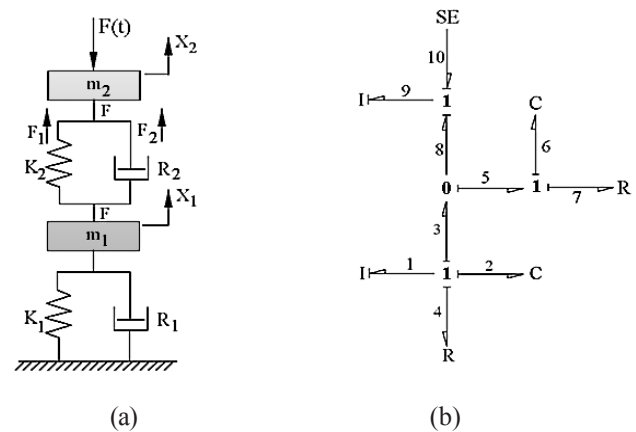 F(t)
X₂
m₂
F
F₁
F₂
K₂
R₂
X₁
F
m₁
K₁
R₁
(a)
SE
10
I
9
1
C
8
6
0
5
1
7
R
3
I
1
1
2
C
4
R
(b)